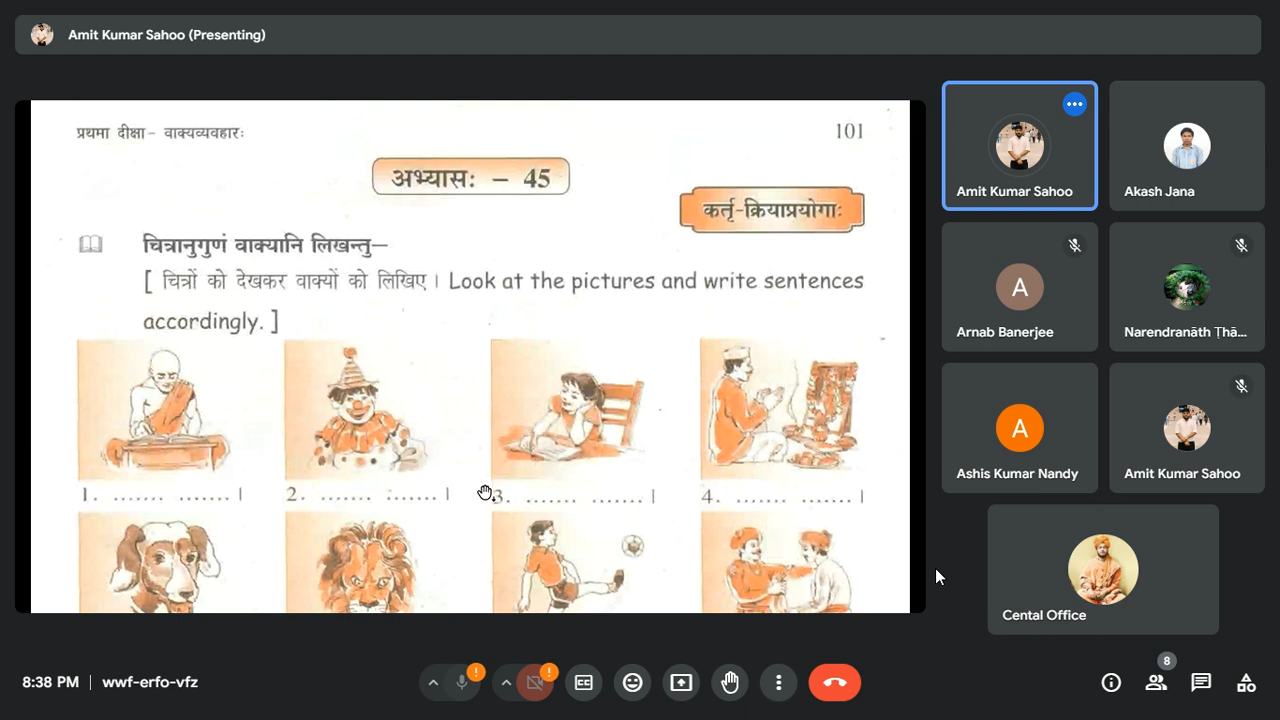 Amit Kumar Sahoo (Presenting)
प्रथमा दीक्षा - वाक्यव्यवहारः
101
अभ्यासः - 45
कर्तृ-क्रियाप्रयोगाः
चित्रानुगुणं वाक्यानि लिखन्तु—
[ चित्रों को देखकर वाक्यों को लिखिए । Look at the pictures and write sentences
accordingly. ]
1. ....... ....... ।
2. ....... ....... ।
3. ....... ....... ।
4. ....... ....... ।
Amit Kumar Sahoo
Akash Jana
A
Arnab Banerjee
Narendranāth Ṭhā...
A
Ashis Kumar Nandy
Amit Kumar Sahoo
Cental Office
8:38 PM | wwf-erfo-vfz
8